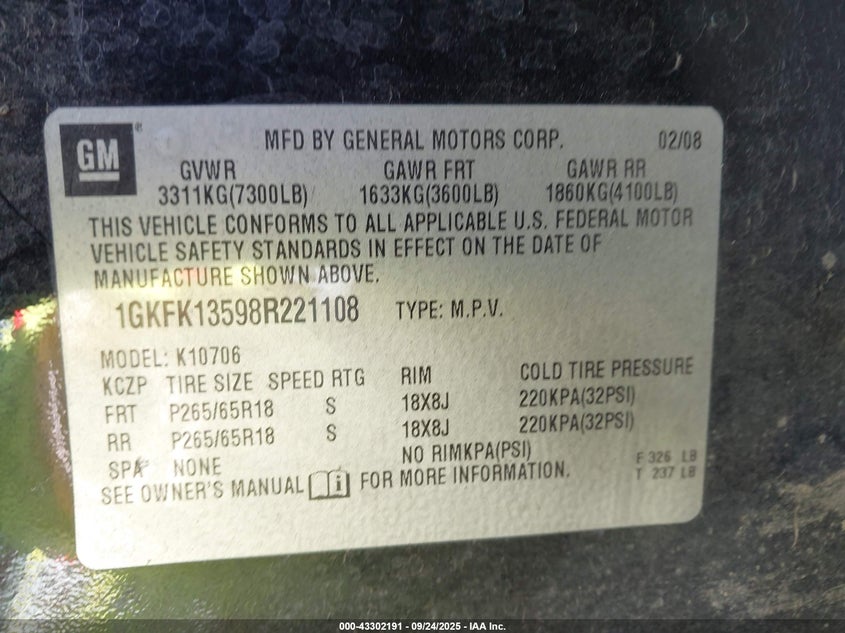 GM ®
MFD BY GENERAL MOTORS CORP. 02/08
GVWR GAWR FRT GAWR RR
3311KG(7300LB) 1633KG(3600LB) 1860KG(4100LB)
THIS VEHICLE CONFORMS TO ALL APPLICABLE U.S. FEDERAL MOTOR
VEHICLE SAFETY STANDARDS IN EFFECT ON THE DATE OF
MANUFACTURE SHOWN ABOVE.
1GKFK13598R221108 TYPE: M.P.V.
MODEL: K10706
KCZP TIRE SIZE SPEED RTG RIM COLD TIRE PRESSURE
FRT P265/65R18 S 18X8J 220KPA(32PSI)
RR P265/65R18 S 18X8J 220KPA(32PSI)
SPA NONE NO RIMKPA(PSI)
SEE OWNER'S MANUAL i FOR MORE INFORMATION.
F 326 LB
T 237 LB
000-43302191 - 09/24/2025 - IAA Inc.